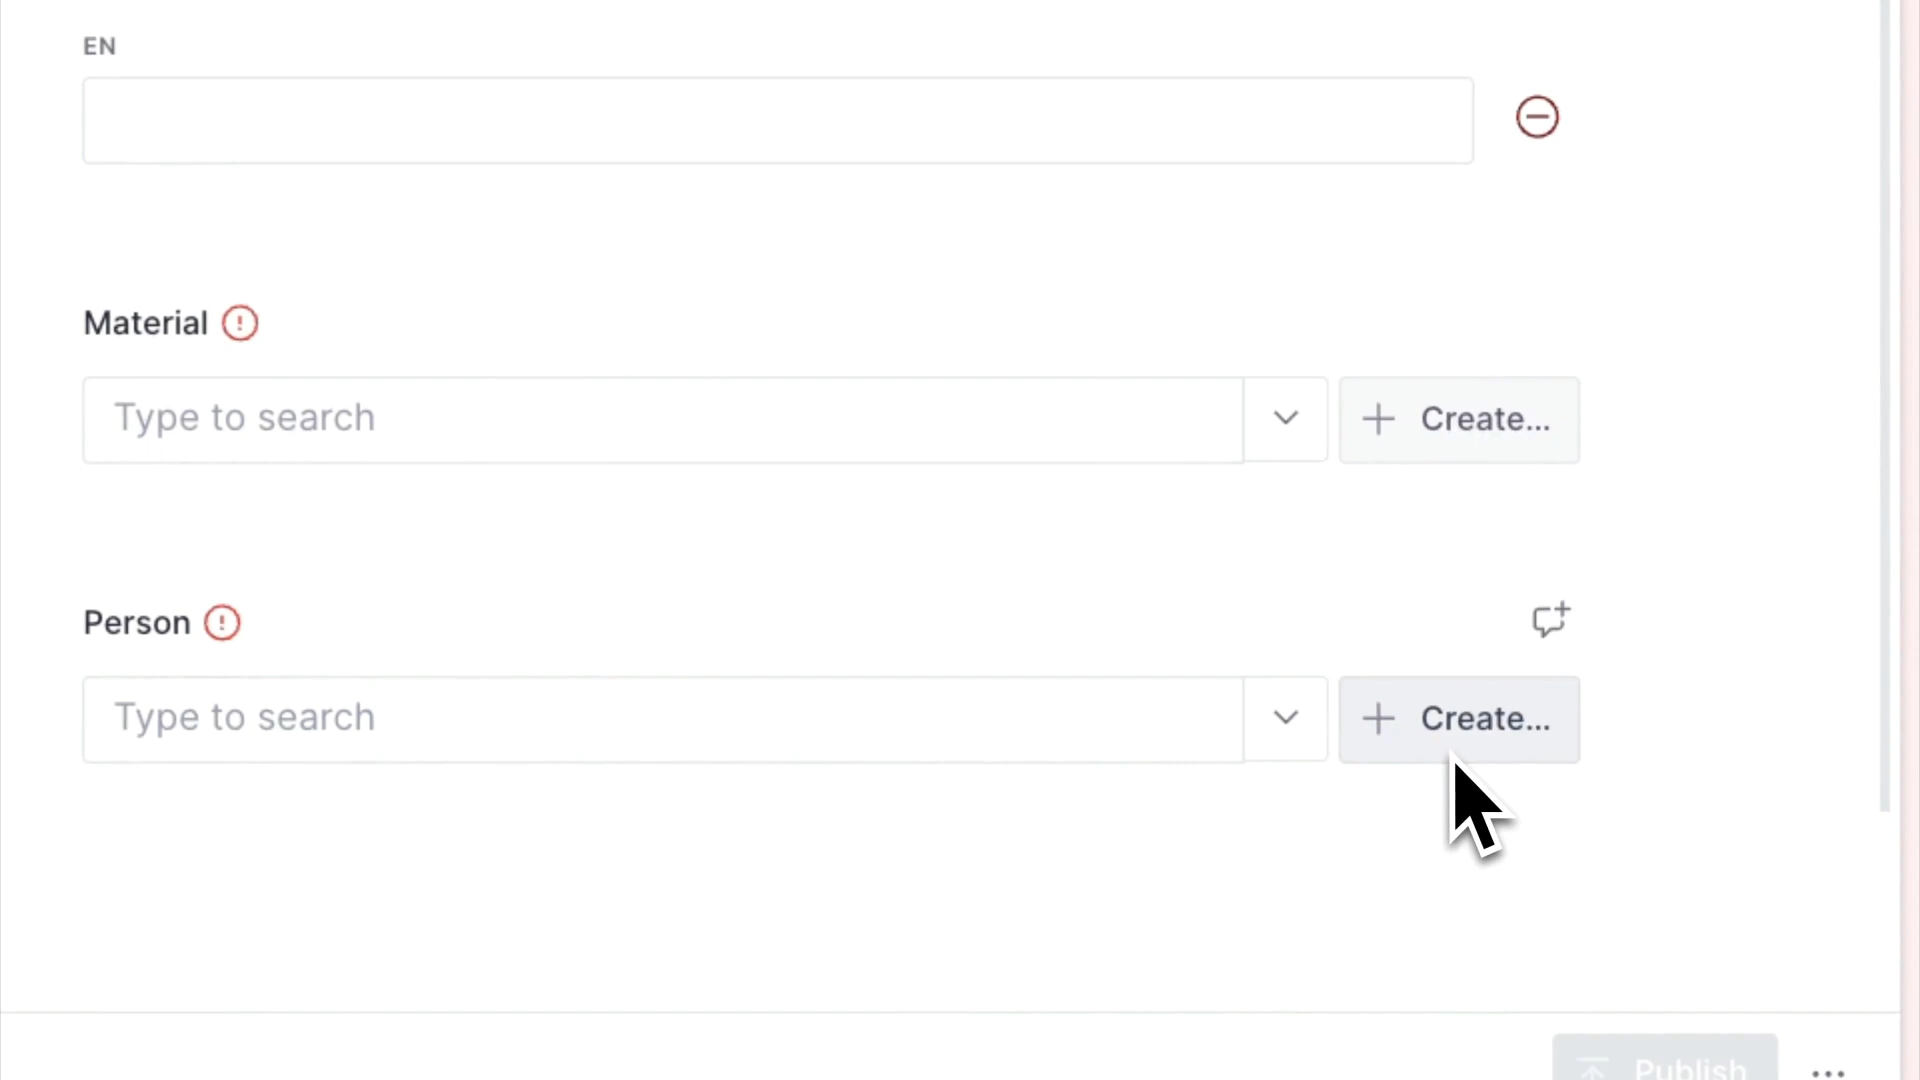 EN
Material
Type to search
Create...
Person
Type to search
Create...
Publish